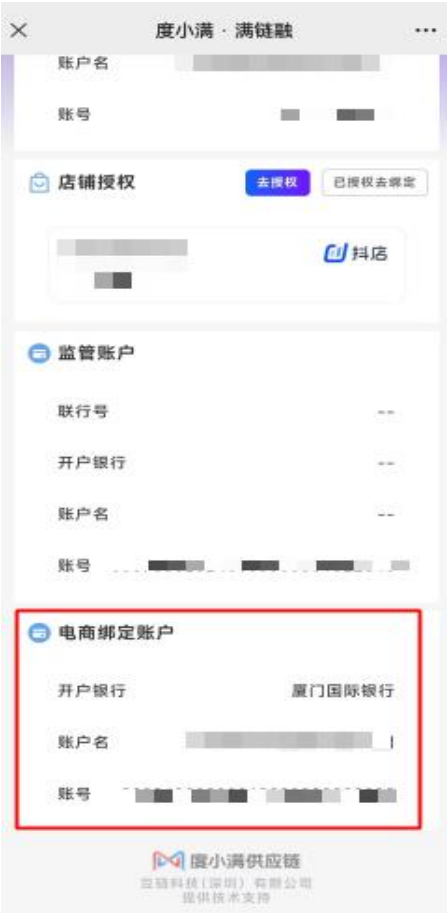 度小满 · 满链融
账户名
账号
店铺授权
去授权
已授权去绑定
抖店
监管账户
联行号 --
开户银行 --
账户名 --
账号
电商绑定账户
开户银行 厦门国际银行
账户名
账号
度小满供应链
互链科技(深圳)有限公司
提供技术支持